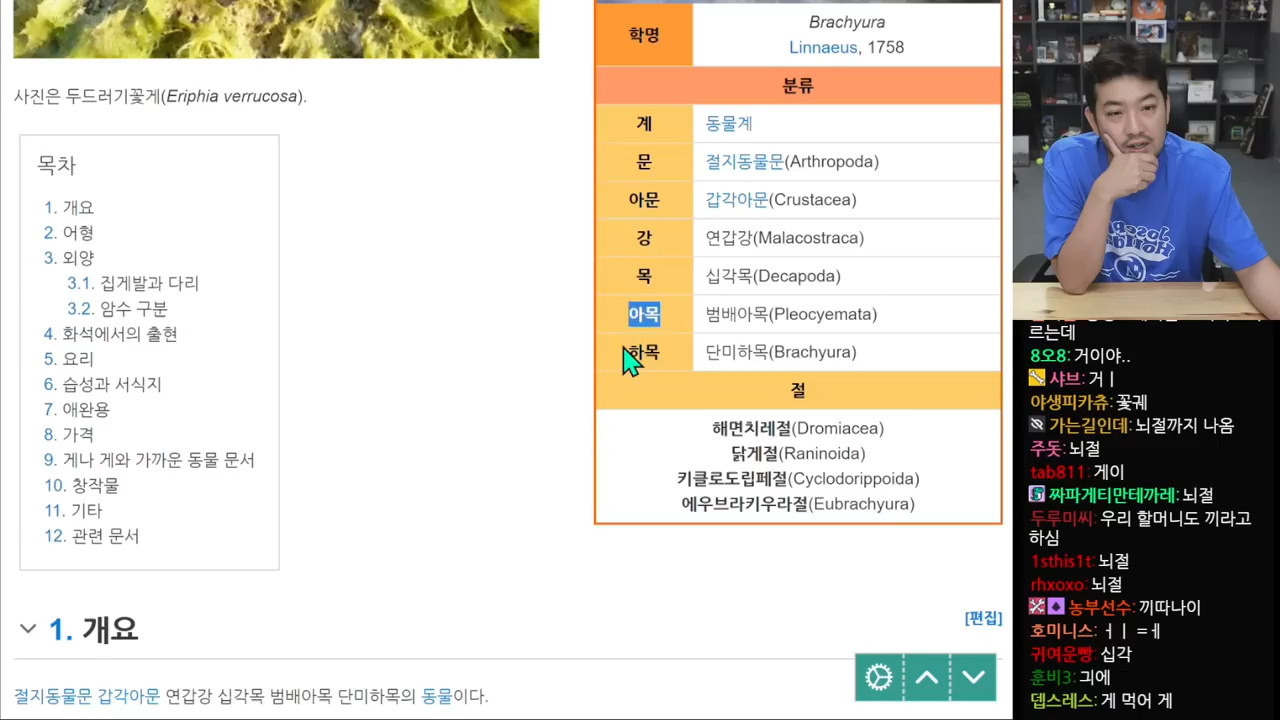 사진은 두드러기꽃게(Eriphia verrucosa).
목차
1. 개요
2. 어형
3. 외양
3.1. 집게발과 다리
3.2. 암수 구분
4. 화석에서의 출현
5. 요리
6. 습성과 서식지
7. 애완용
8. 가격
9. 게나 게와 가까운 동물 문서
10. 창작물
11. 기타
12. 관련 문서
1. 개요
[편집]
절지동물문 갑각아문 연갑강 십각목 범배아목 단미하목의 동물이다.
학명
Brachyura
Linnaeus, 1758
분류
계 동물계
문 절지동물문(Arthropoda)
아문 갑각아문(Crustacea)
강 연갑강(Malacostraca)
목 십각목(Decapoda)
아목 범배아목(Pleocyemata)
하목 단미하목(Brachyura)
절
해면치레절(Dromiacea)
닭게절(Raninoida)
키클로도립페절(Cyclodorippoida)
에우브라키우라절(Eubrachyura)
르는데
8오8: 거이야..
샤브: 거ㅣ
야생피카츄: 꽃궤
가는길인데: 뇌절까지 나옴
주돗: 뇌절
tab811: 게이
짜파게티만테까레: 뇌절
두루미씨: 우리 할머니도 끼라고
하심
1sthis1t: 뇌절
rhxoxo: 뇌절
농부선수: 끼따나이
호미니스: ㅓㅣ =ㅔ
귀여운빵: 십각
훈비3: 긔에
뎁스레스: 게 먹어 게